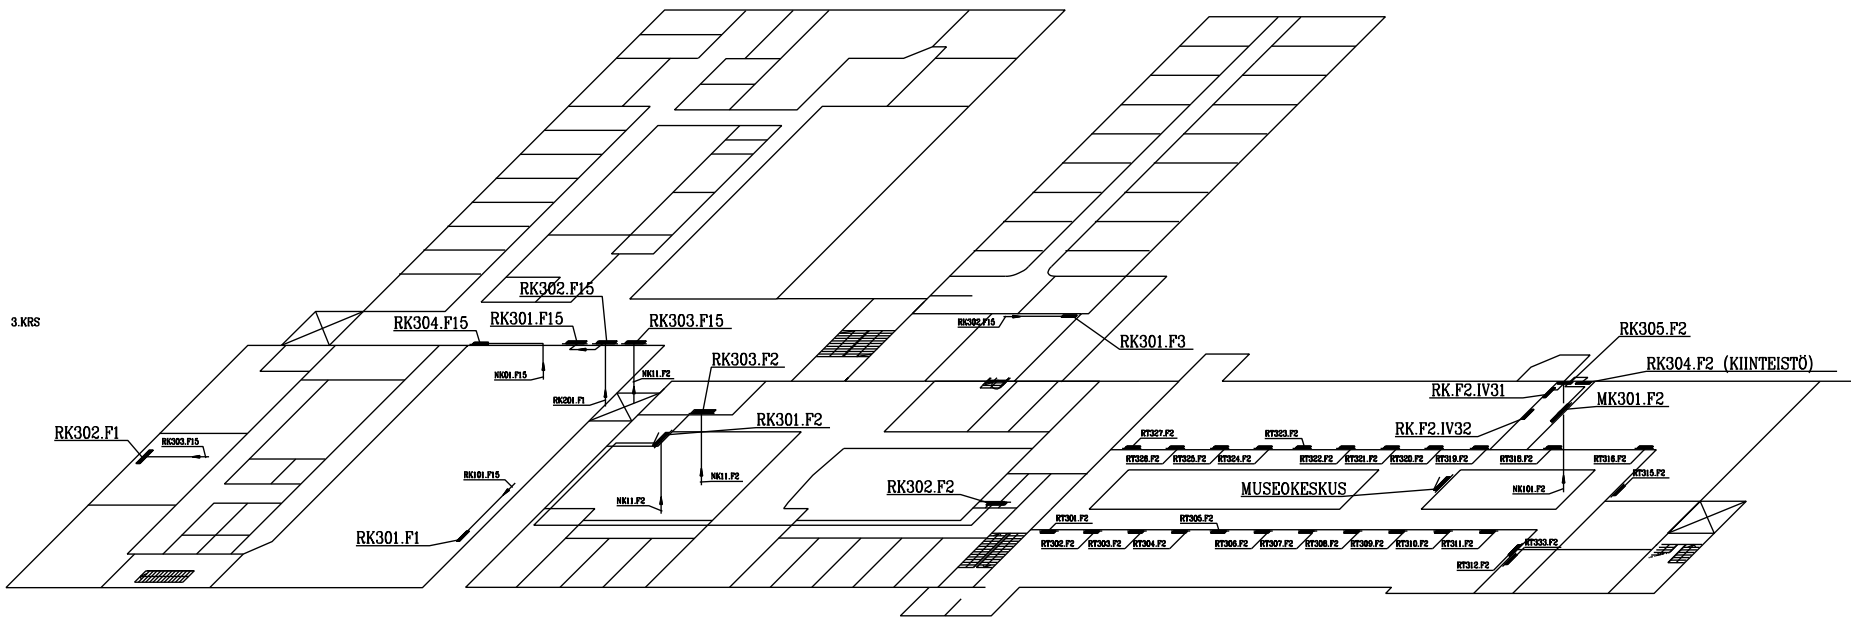 RK302.F15
3.KRS
RK304.F15
RK301.F15
RK303.F15
RK302.F15
RK301.F3
RK305.F2
RK304.F2 (KIINTEISTÖ)
RK303.F2
NK01.F15
NK11.F2
RK201.F1
RK.F2.IV31
MK301.F2
RK301.F2
RK.F2.IV32
RK302.F1
RK303.F15
RT327.F2
RT323.F2
RT326.F2
RT325.F2
RT324.F2
RT322.F2
RT321.F2
RT320.F2
RT319.F2
RT318.F2
RT316.F2
RT315.F2
RK101.F15
NK11.F2
NK11.F2
RK302.F2
MUSEOKESKUS
NK101.F2
RK301.F1
RT301.F2
RT305.F2
RT302.F2
RT303.F2
RT304.F2
RT306.F2
RT307.F2
RT308.F2
RT309.F2
RT310.F2
RT311.F2
RT333.F2
RT312.F2